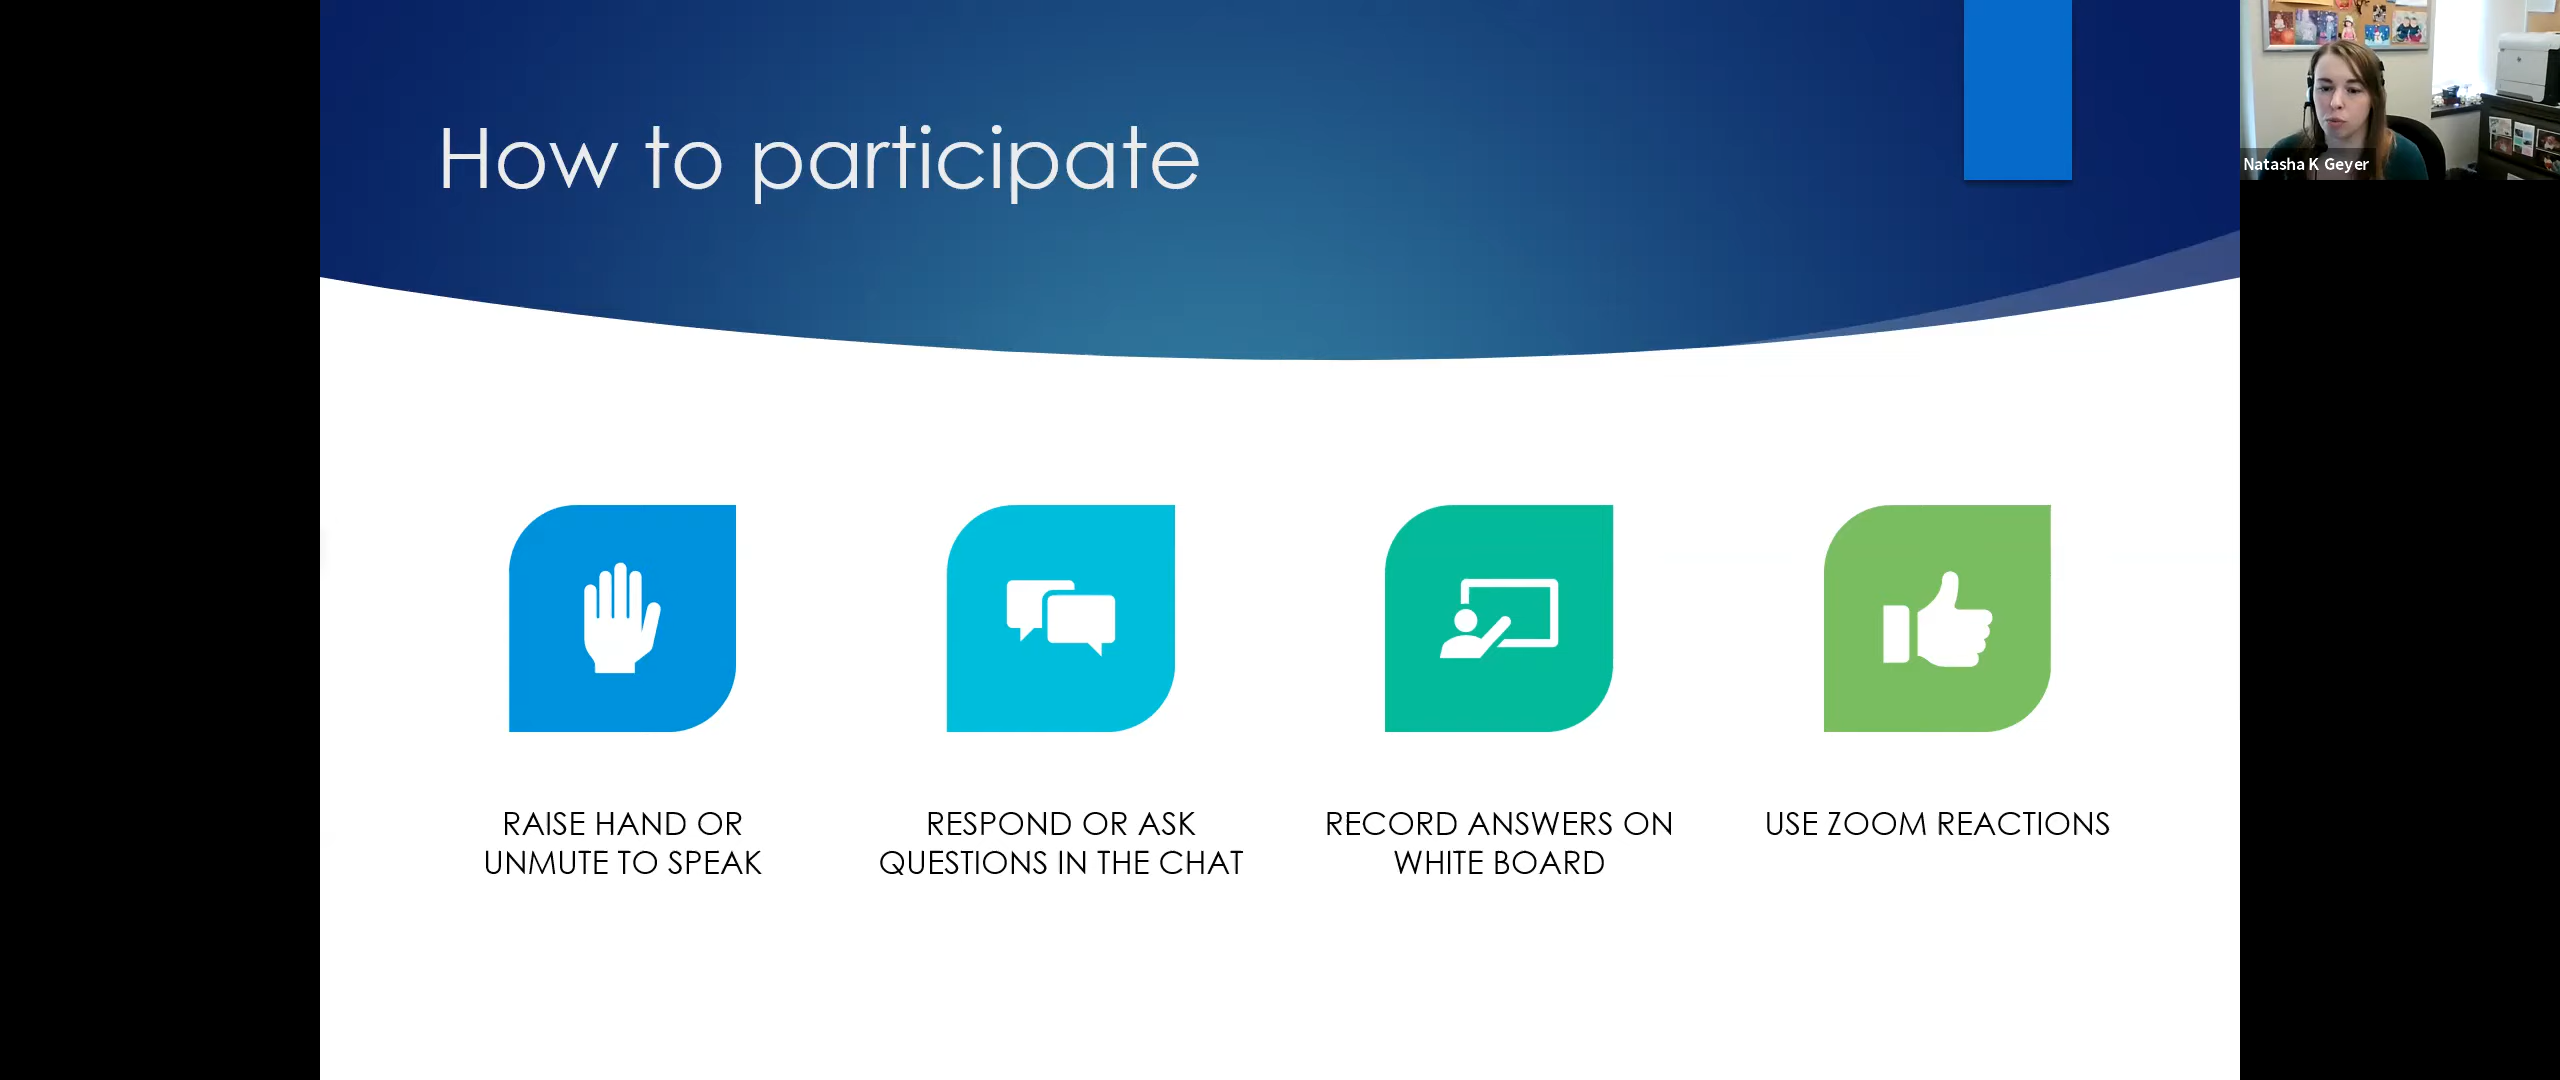 How to participate
Natasha K Geyer
RAISE HAND OR
UNMUTE TO SPEAK
RESPOND OR ASK
QUESTIONS IN THE CHAT
RECORD ANSWERS ON
WHITE BOARD
USE ZOOM REACTIONS